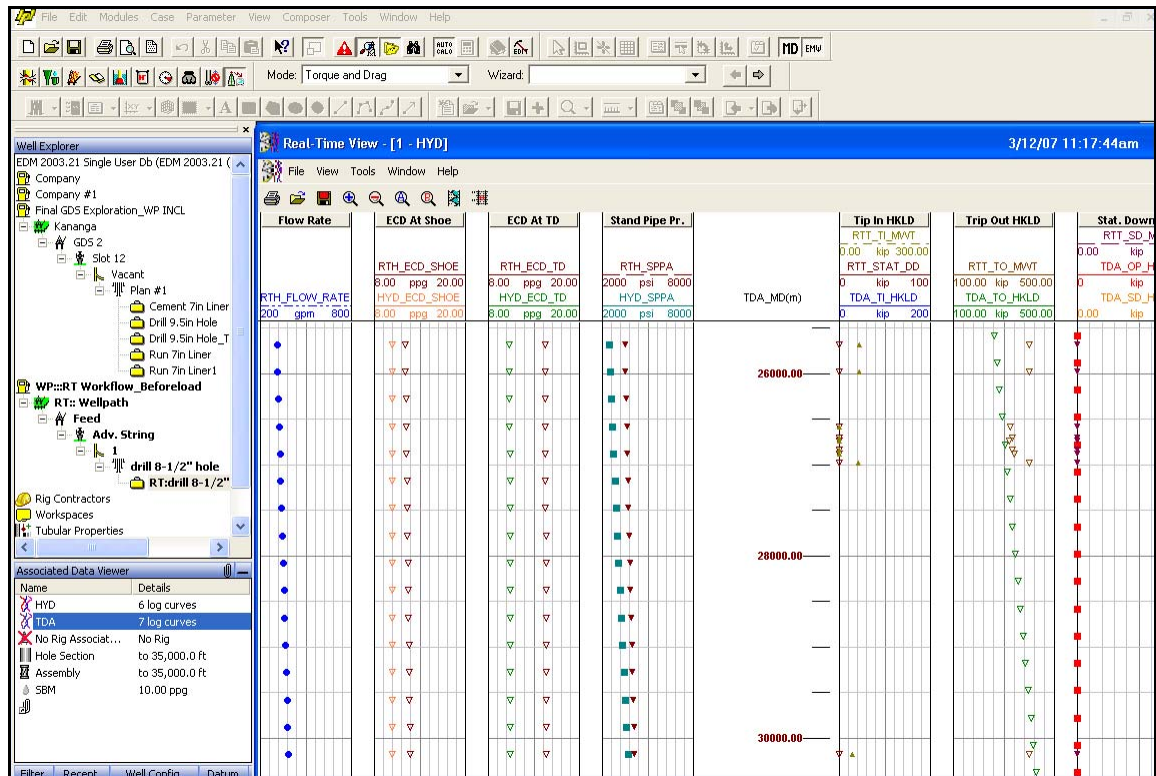 File Edit Modules Case Parameter View Composer Tools Window Help
AUTO CALC
EDIT
MD EMW
Mode: Torque and Drag
Wizard:
Well Explorer
EDM 2003.21 Single User Db (EDM 2003.21 (
Company
Company #1
Final GDS Exploration_WP INCL
Kananga
GDS 2
Slot 12
Vacant
Plan #1
Cement 7in Liner
Drill 9.5in Hole
Drill 9.5in Hole_T
Run 7in Liner
Run 7in Liner1
WP:::RT Workflow_Beforeload
RT:: Wellpath
Feed
Adv. String
1
drill 8-1/2" hole
RT:drill 8-1/2"
Rig Contractors
Workspaces
Tubular Properties
Associated Data Viewer
Name Details
HYD 6 log curves
TDA 7 log curves
No Rig Associat... No Rig
Hole Section to 35,000.0 ft
Assembly to 35,000.0 ft
SBM 10.00 ppg
Filter Recent Well Config Datum
Real-Time View - [1 - HYD] 3/12/07 11:17:44am
File View Tools Window Help
Flow Rate ECD At Shoe ECD At TD Stand Pipe Pr. Tip In HKLD Trip Out HKLD Stat. Down
RTT_TI_MWT RTT_SD_M
0.00 kip 300.00 0.00 kip
RTH_ECD_SHOE RTH_ECD_TD RTH_SPPA RTT_STAT_DD RTT_TO_MWT TDA_OP_H
8.00 ppg 20.00 8.00 ppg 20.00 2000 psi 8000 0 kip 100 100.00 kip 500.00 0 kip
RTH_FLOW_RATE HYD_ECD_SHOE HYD_ECD_TD HYD_SPPA TDA_MD(m) TDA_TI_HKLD TDA_TO_HKLD TDA_SD_H
200 gpm 800 8.00 ppg 20.00 8.00 ppg 20.00 2000 psi 8000 0 kip 200 100.00 kip 500.00 0.00 kip
26000.00
28000.00
30000.00